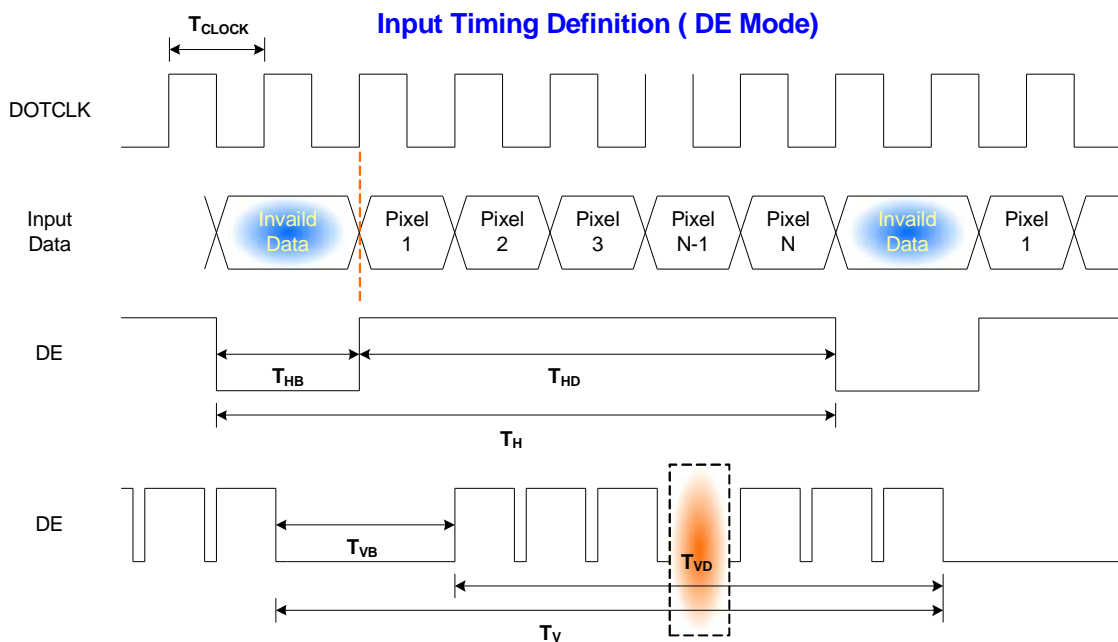 Input Timing Definition ( DE Mode)
TCLOCK
DOTCLK
Input
Data
Invaild
Data
Pixel
1
Pixel
2
Pixel
3
Pixel
N-1
Pixel
N
Invaild
Data
Pixel
1
DE
THB
THD
TH
DE
TVB
TVD
TV